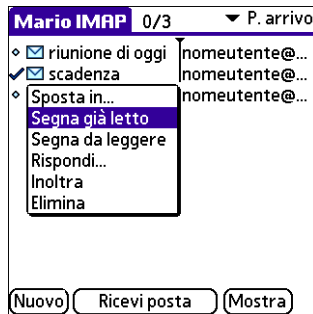 Mario IMAP 0/3 P. arrivo
riunione di oggi nomeutente@...
scadenza nomeutente@...
nomeutente@...
Sposta in...
Segna già letto
Segna da leggere
Rispondi...
Inoltra
Elimina
Nuovo Ricevi posta Mostra